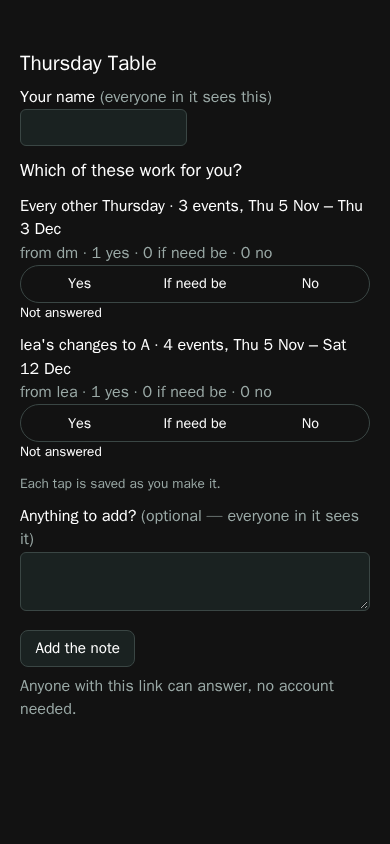 Thursday Table
Your name (everyone in it sees this)
Which of these work for you?
Every other Thursday · 3 events, Thu 5 Nov – Thu
3 Dec
from dm · 1 yes · 0 if need be · 0 no
Yes If need be No
Not answered
lea's changes to A · 4 events, Thu 5 Nov – Sat
12 Dec
from lea · 1 yes · 0 if need be · 0 no
Yes If need be No
Not answered
Each tap is saved as you make it.
Anything to add? (optional — everyone in it sees
it)
Add the note
Anyone with this link can answer, no account
needed.